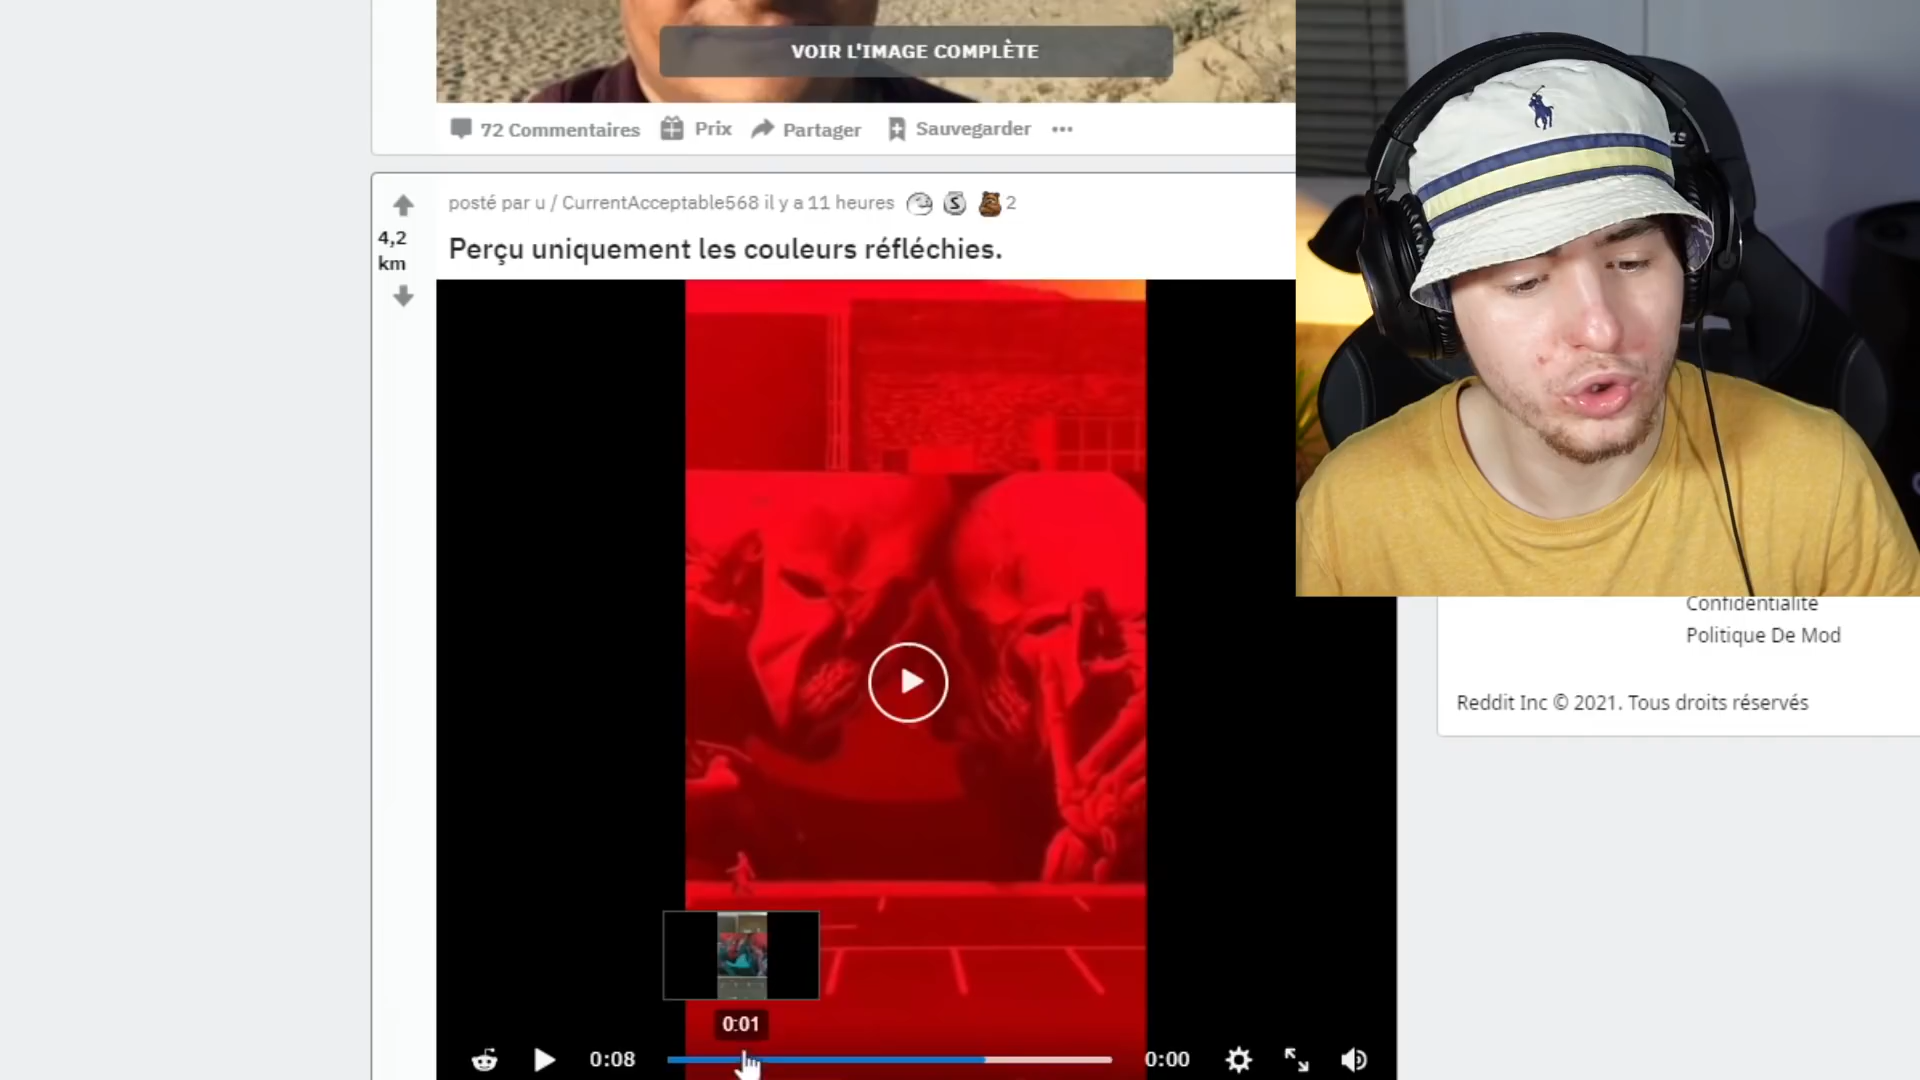 VOIR L'IMAGE COMPLÈTE
72 Commentaires Prix Partager Sauvegarder
posté par u / CurrentAcceptable568 il y a 11 heures 2
4,2
km
Perçu uniquement les couleurs réfléchies.
Confidentialité
Politique De Mod
Reddit Inc © 2021. Tous droits réservés
0:01
0:08 0:00